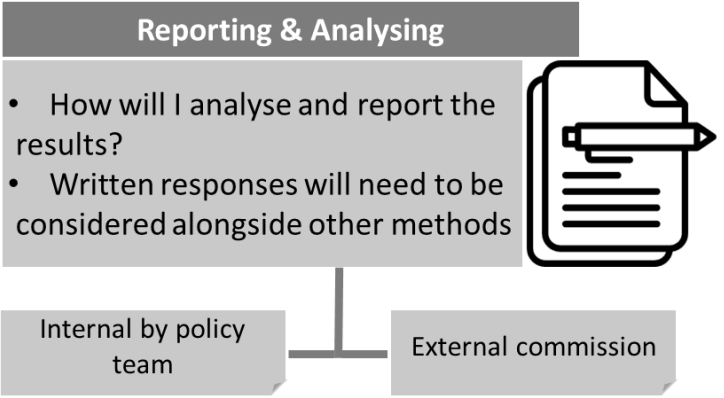 Reporting & Analysing
• How will I analyse and report the
results?
• Written responses will need to be
considered alongside other methods
Internal by policy
team
External commission